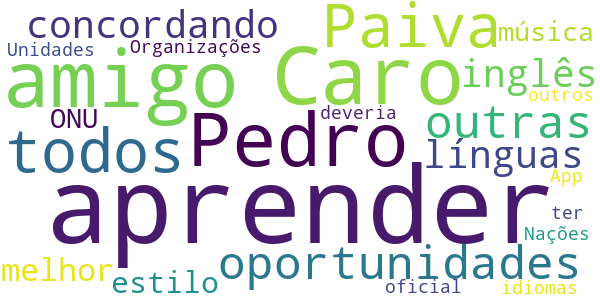 concordando
Paiva
música
Unidades
Organizações
amigo
Caro
inglês
outros
ONU
Pedro
deveria
outras
todos
línguas
App
aprender
ter
Nações
melhor
estilo
oportunidades
oficial
idiomas